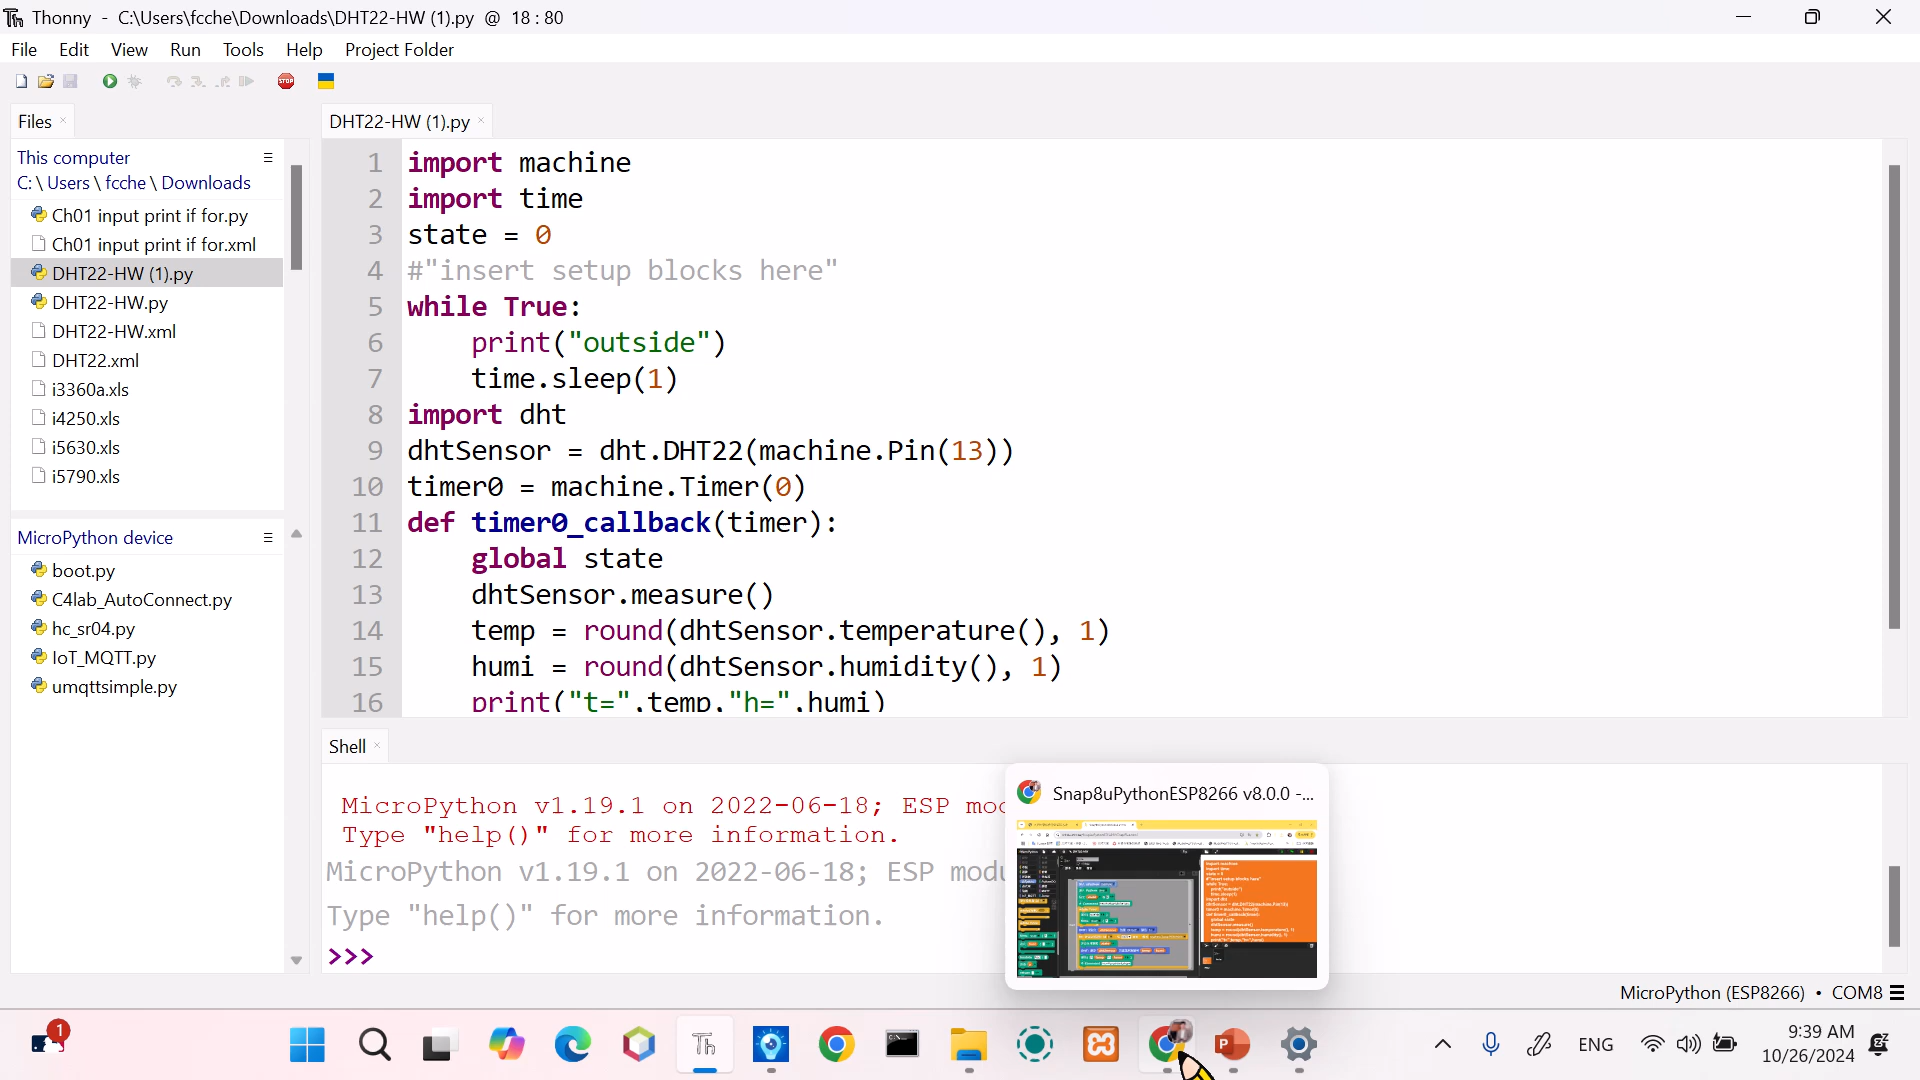 Thonny - C:\Users\fcche\Downloads\DHT22-HW (1).py @ 18 : 80
File Edit View Run Tools Help Project Folder
STOP
Files
DHT22-HW (1).py
This computer
C: \ Users \ fcche \ Downloads
Ch01 input print if for.py
Ch01 input print if for.xml
DHT22-HW (1).py
DHT22-HW.py
DHT22-HW.xml
DHT22.xml
i3360a.xls
i4250.xls
i5630.xls
i5790.xls
MicroPython device
boot.py
C4lab_AutoConnect.py
hc_sr04.py
IoT_MQTT.py
umqttsimple.py
1 import machine
2 import time
3 state = 0
4 #"insert setup blocks here"
5 while True:
6 print("outside")
7 time.sleep(1)
8 import dht
9 dhtSensor = dht.DHT22(machine.Pin(13))
10 timer0 = machine.Timer(0)
11 def timer0_callback(timer):
12 global state
13 dhtSensor.measure()
14 temp = round(dhtSensor.temperature(), 1)
15 humi = round(dhtSensor.humidity(), 1)
16 print("t=",temp,"h=",humi)
Shell
MicroPython v1.19.1 on 2022-06-18; ESP mod
Type "help()" for more information.
MicroPython v1.19.1 on 2022-06-18; ESP modu
Type "help()" for more information.
>>>
Snap8uPythonESP8266 v8.0.0 -...
MicroPython (ESP8266) • COM8
1
Th
P
ENG
9:39 AM
10/26/2024